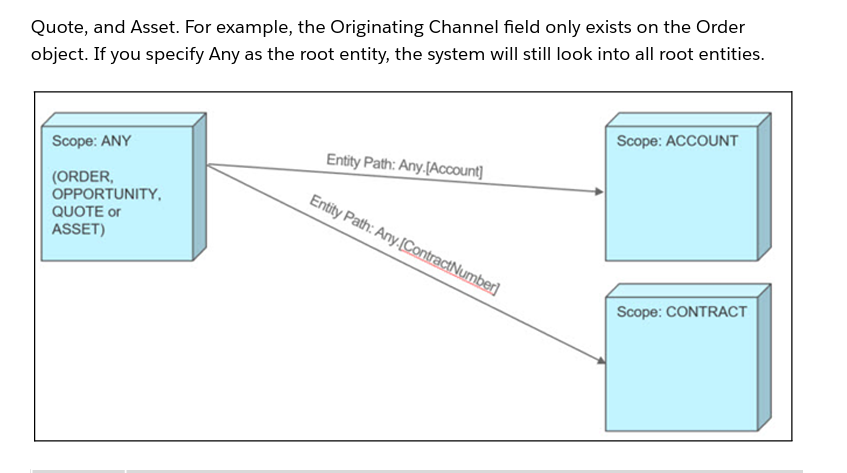 Quote, and Asset. For example, the Originating Channel field only exists on the Order
object. If you specify Any as the root entity, the system will still look into all root entities.
Scope: ANY
(ORDER,
OPPORTUNITY,
QUOTE or
ASSET)
Entity Path: Any.[Account]
Entity Path: Any.[ContractNumber]
Scope: ACCOUNT
Scope: CONTRACT